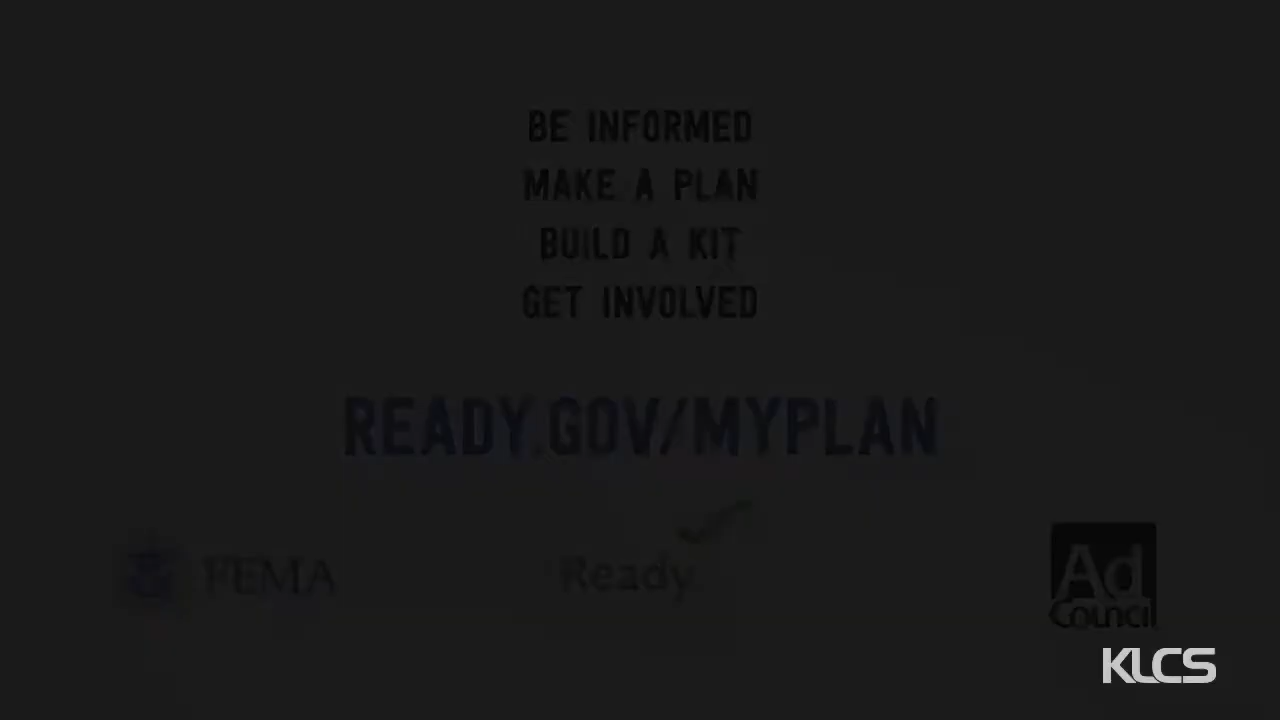 BE INFORMED
MAKE A PLAN
BUILD A KIT
GET INVOLVED
READY.GOV/MYPLAN
FEMA
Ready
Ad
Council
KLCS